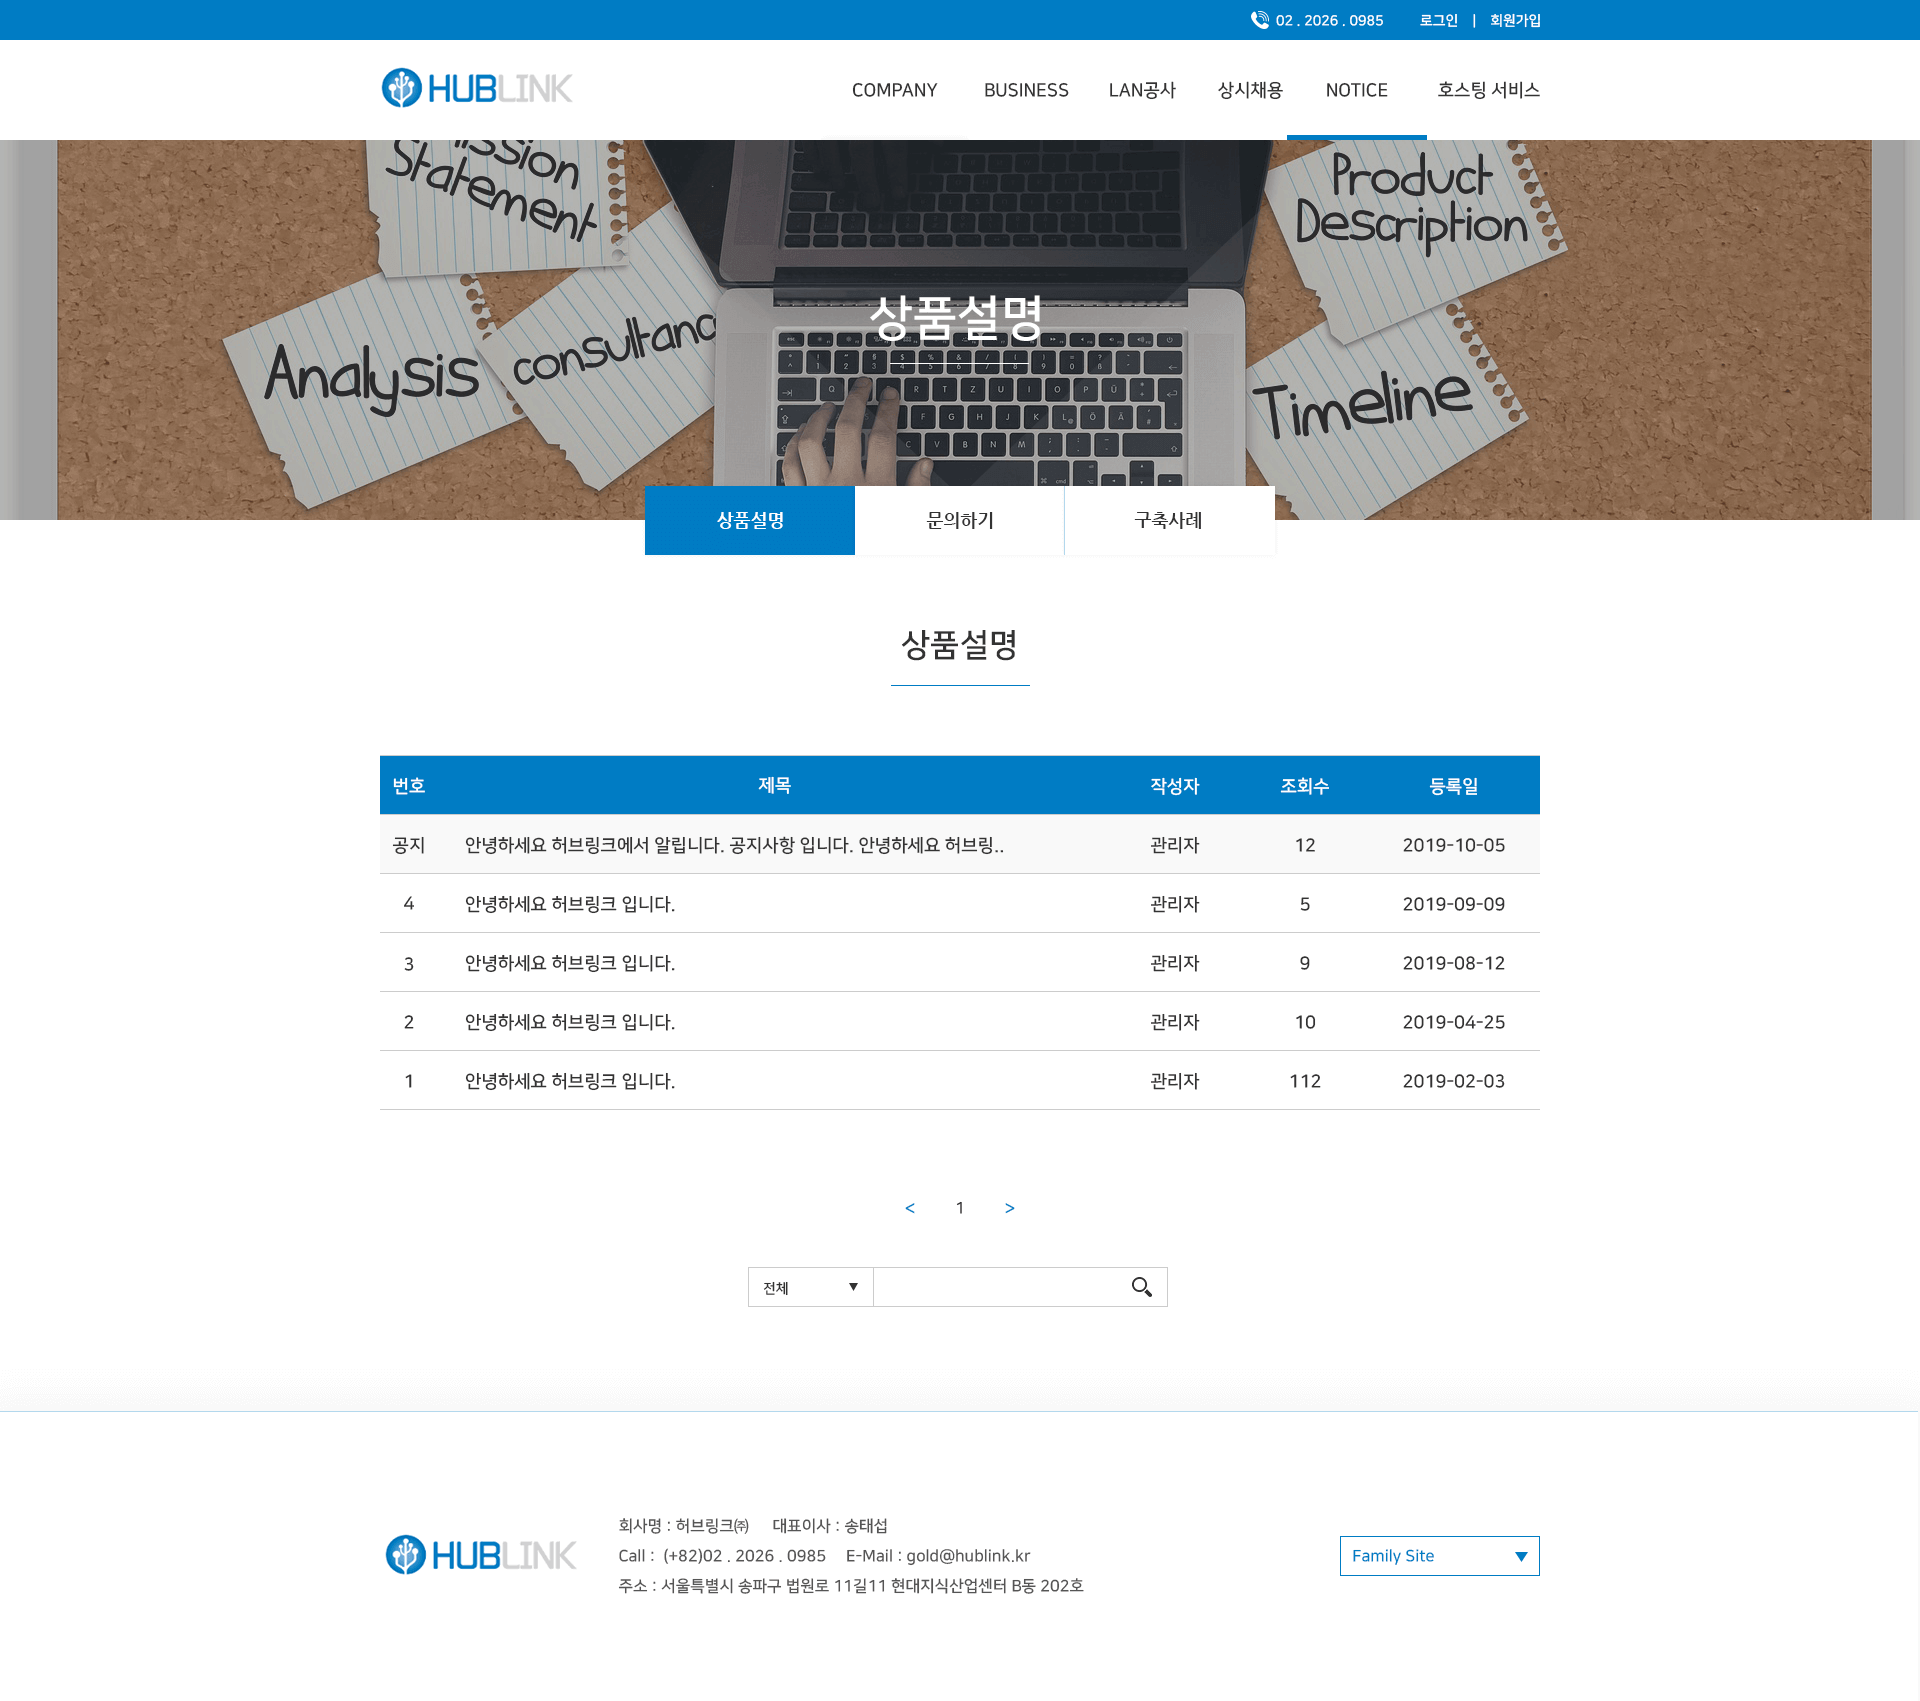 02 . 2026 . 0985 로그인 | 회원가입
HUBLINK
COMPANY BUSINESS LAN공사 상시채용 NOTICE 호스팅 서비스
Statement
Product
Description
상품설명
Analysis
Timeline
상품설명 문의하기 구축사례
상품설명
번호 제목 작성자 조회수 등록일
공지 안녕하세요 허브링크에서 알립니다. 공지사항 입니다. 안녕하세요 허브링.. 관리자 12 2019-10-05
4 안녕하세요 허브링크 입니다. 관리자 5 2019-09-09
3 안녕하세요 허브링크 입니다. 관리자 9 2019-08-12
2 안녕하세요 허브링크 입니다. 관리자 10 2019-04-25
1 안녕하세요 허브링크 입니다. 관리자 112 2019-02-03
< 1 >
전체
HUBLINK
회사명 : 허브링크㈜ 대표이사 : 송태섭
Call : (+82)02 . 2026 . 0985 E-Mail : gold@hublink.kr
주소 : 서울특별시 송파구 법원로 11길11 현대지식산업센터 B동 202호
Family Site